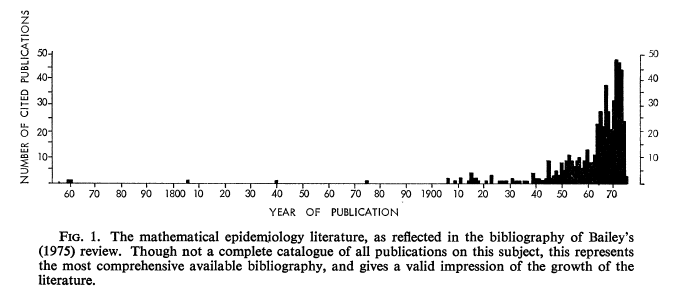 NUMBER OF CITED PUBLICATIONS
50 50
40 40
30 30
20 20
10 10
60 70 80 90 1800 10 20 30 40 50 60 70 80 90 1900 10 20 30 40 50 60 70
YEAR OF PUBLICATION
FIG. 1. The mathematical epidemiology literature, as reflected in the bibliography of Bailey's
(1975) review. Though not a complete catalogue of all publications on this subject, this represents
the most comprehensive available bibliography, and gives a valid impression of the growth of the
literature.